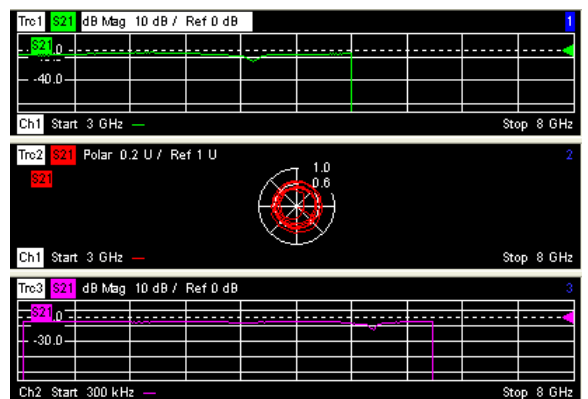 Trc1 S21 dB Mag 10 dB / Ref 0 dB 1
S21 .0
-40.0
Ch1 Start 3 GHz — Stop 8 GHz
Trc2 S21 Polar 0.2 U / Ref 1 U 2
S21
1.0
0.6
Ch1 Start 3 GHz — Stop 8 GHz
Trc3 S21 dB Mag 10 dB / Ref 0 dB 3
S21 .0
-30.0
Ch2 Start 300 kHz — Stop 8 GHz